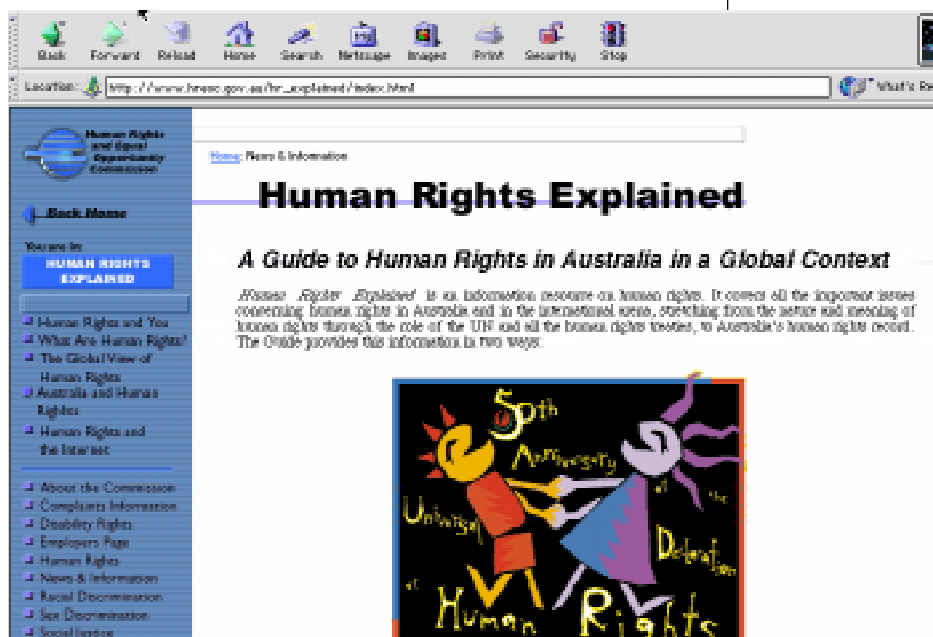 Back Forward Reload Home Search Netscape Images Print Security Stop
Location: http://www.hreoc.gov.au/hr_explained/index.html What's Re
Human Rights
and Equal
Opportunity
Commission
Home: News & Information
Human Rights Explained
Back Home
You are in:
HUMAN RIGHTS
EXPLAINED
A Guide to Human Rights in Australia in a Global Context
Human Rights Explained is an information resource on human rights. It covers all the important issues
concerning human rights in Australia and in the international arena, stretching from the nature and meaning of
human rights through the role of the UN and all the human rights treaties, to Australia's human rights record.
The Guide provides this information in two ways:
Human Rights and You
What Are Human Rights?
The Global View of
Human Rights
Australia and Human
Rights
Human Rights and
the Internet
About the Commission
Complaints Information
Disability Rights
Employers Page
Human Rights
News & Information
Racial Discrimination
Sex Discrimination
Social Justice
50th
Anniversary
of the
Universal
Declaration
of
Human Rights